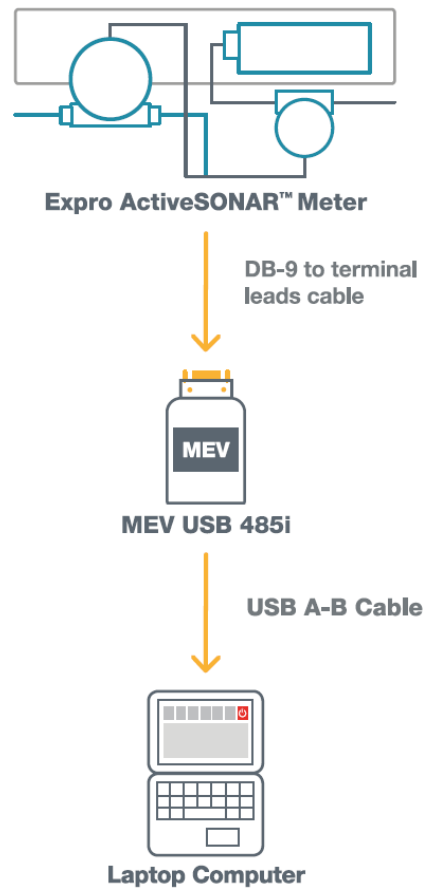 Expro ActiveSONAR™ Meter
DB-9 to terminal
leads cable
MEV
MEV USB 485i
USB A-B Cable
Laptop Computer